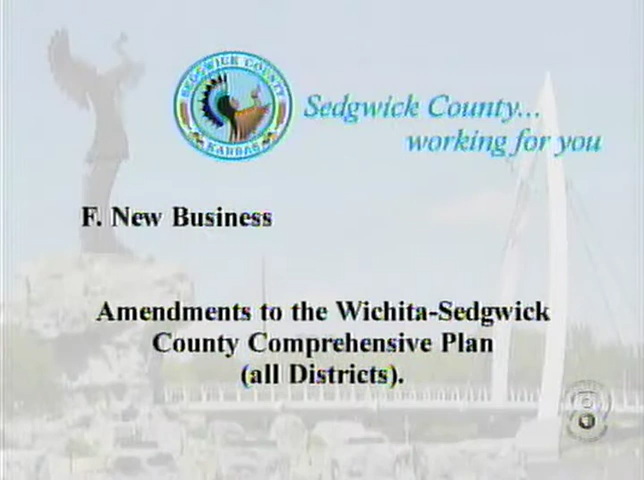 SEDGWICK COUNTY
KANSAS
Sedgwick County...
working for you
F. New Business
Amendments to the Wichita-Sedgwick
County Comprehensive Plan
(all Districts).